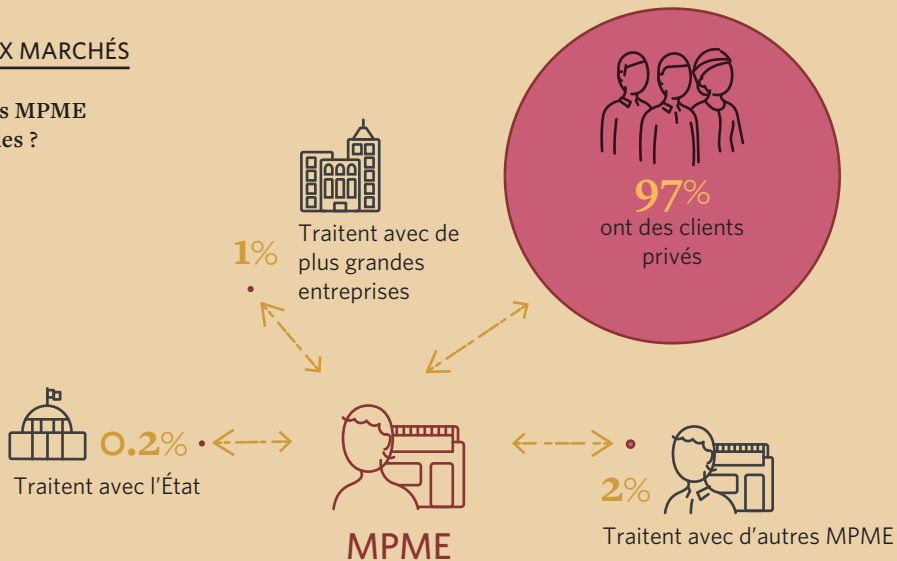 X MARCHÉS
s MPME
les ?
97%
ont des clients
privés
1%
Traitent avec de
plus grandes
entreprises
0.2%
Traitent avec l'État
2%
Traitent avec d'autres MPME
MPME